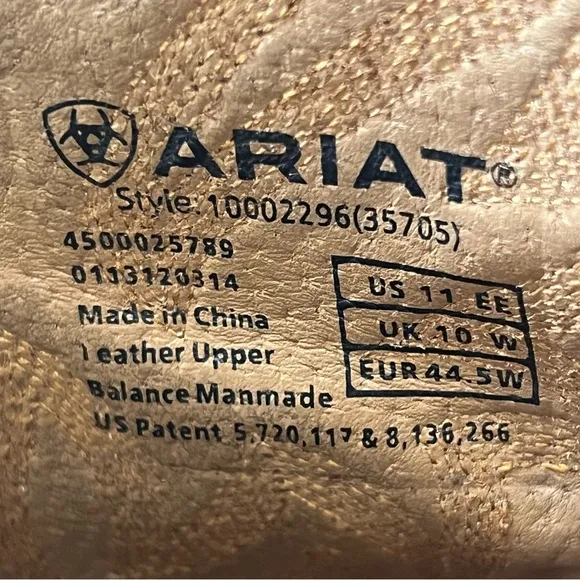 ARIAT®
Style: 10002296(35705)
4500025789
0113120314
Made in China
Leather Upper
Balance Manmade
US Patent 5,720,117 & 8,136,266
US 11 EE
UK 10 W
EUR 44.5 W